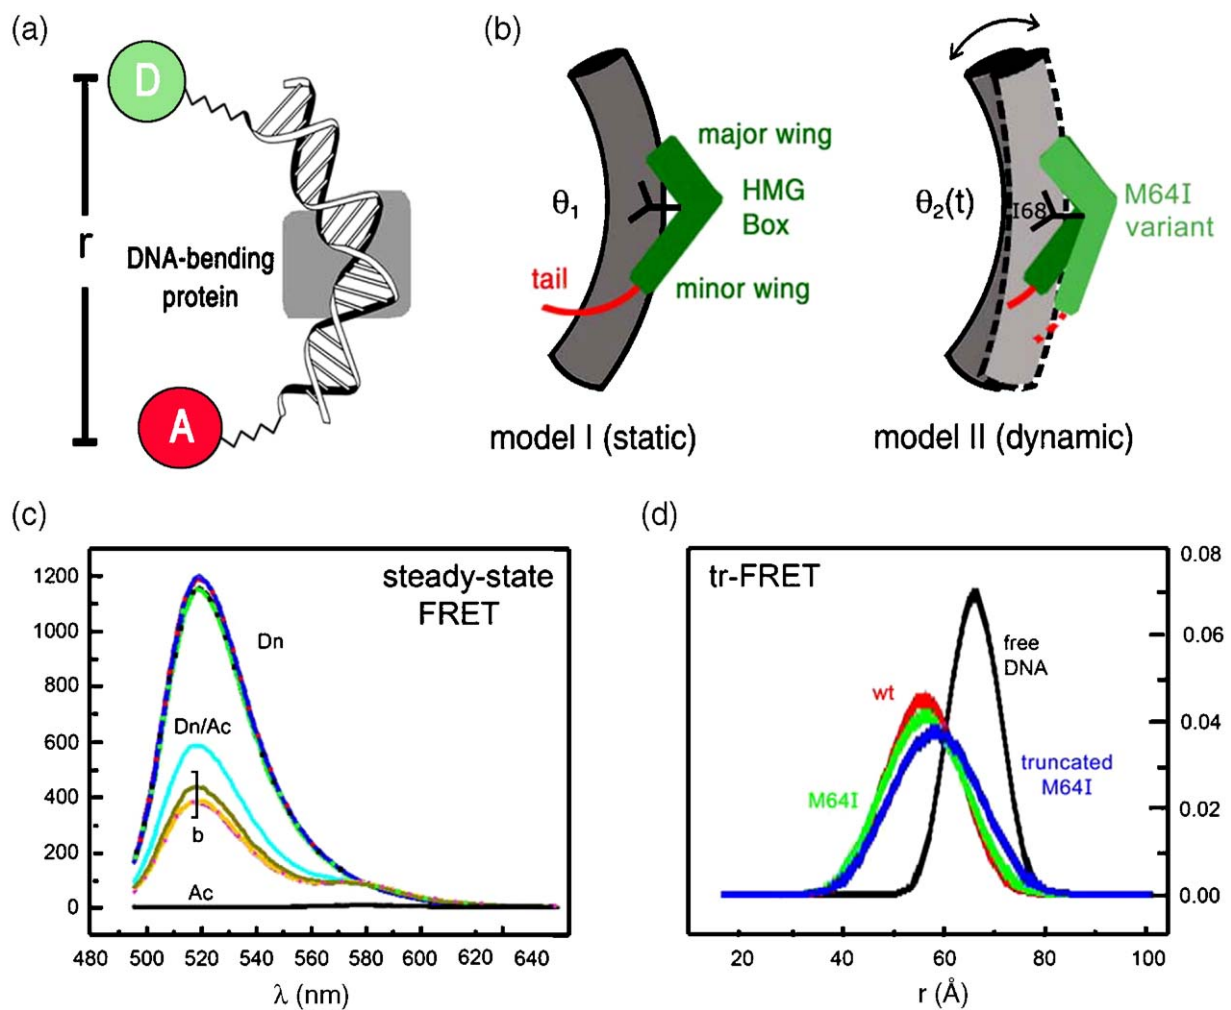 (a)
D
r
DNA-bending
protein
A
(b)
θ₁
major wing
HMG
Box
tail
minor wing
model I (static)
θ₂(t)
I68
M64I
variant
model II (dynamic)
(c)
steady-state
FRET
Dn
Dn/Ac
b
Ac
1200
1000
800
600
400
200
0
480 500 520 540 560 580 600 620 640
λ (nm)
(d)
tr-FRET
free
DNA
wt
M64I
truncated
M64I
0.08
0.06
0.04
0.02
0.00
20 40 60 80 100
r (Å)